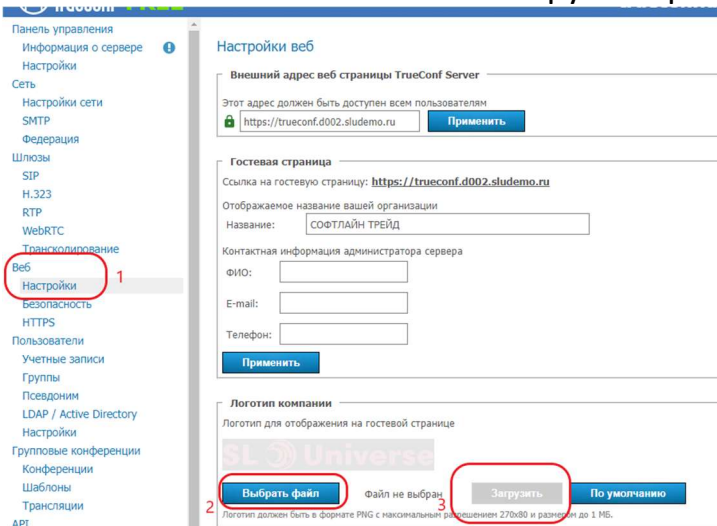 FREE
Панель управления
Информация о сервере
Настройки
Сеть
Настройки сети
SMTP
Федерация
Шлюзы
SIP
H.323
RTP
WebRTC
Транскодирование
Веб
1
Настройки
Безопасность
HTTPS
Пользователи
Учетные записи
Группы
Псевдоним
LDAP / Active Directory
Настройки
Групповые конференции
Конференции
Шаблоны
Трансляции
API
Настройки веб
Внешний адрес веб страницы TrueConf Server
Этот адрес должен быть доступен всем пользователям
https://trueconf.d002.sludemo.ru Применить
Гостевая страница
Ссылка на гостевую страницу: https://trueconf.d002.sludemo.ru
Отображаемое название вашей организации
Название: СОФТЛАЙН ТРЕЙД
Контактная информация администратора сервера
ФИО:
E-mail:
Телефон:
Применить
Логотип компании
Логотип для отображения на гостевой странице
SL Universe
Выбрать файл Файл не выбран Загрузить По умолчанию
2 3
Логотип должен быть в формате PNG с максимальным разрешением 270x80 и размером до 1 МБ.